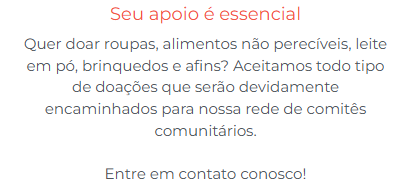 Seu apoio é essencial
Quer doar roupas, alimentos não perecíveis, leite
em pó, brinquedos e afins? Aceitamos todo tipo
de doações que serão devidamente
encaminhados para nossa rede de comitês
comunitários.
Entre em contato conosco!